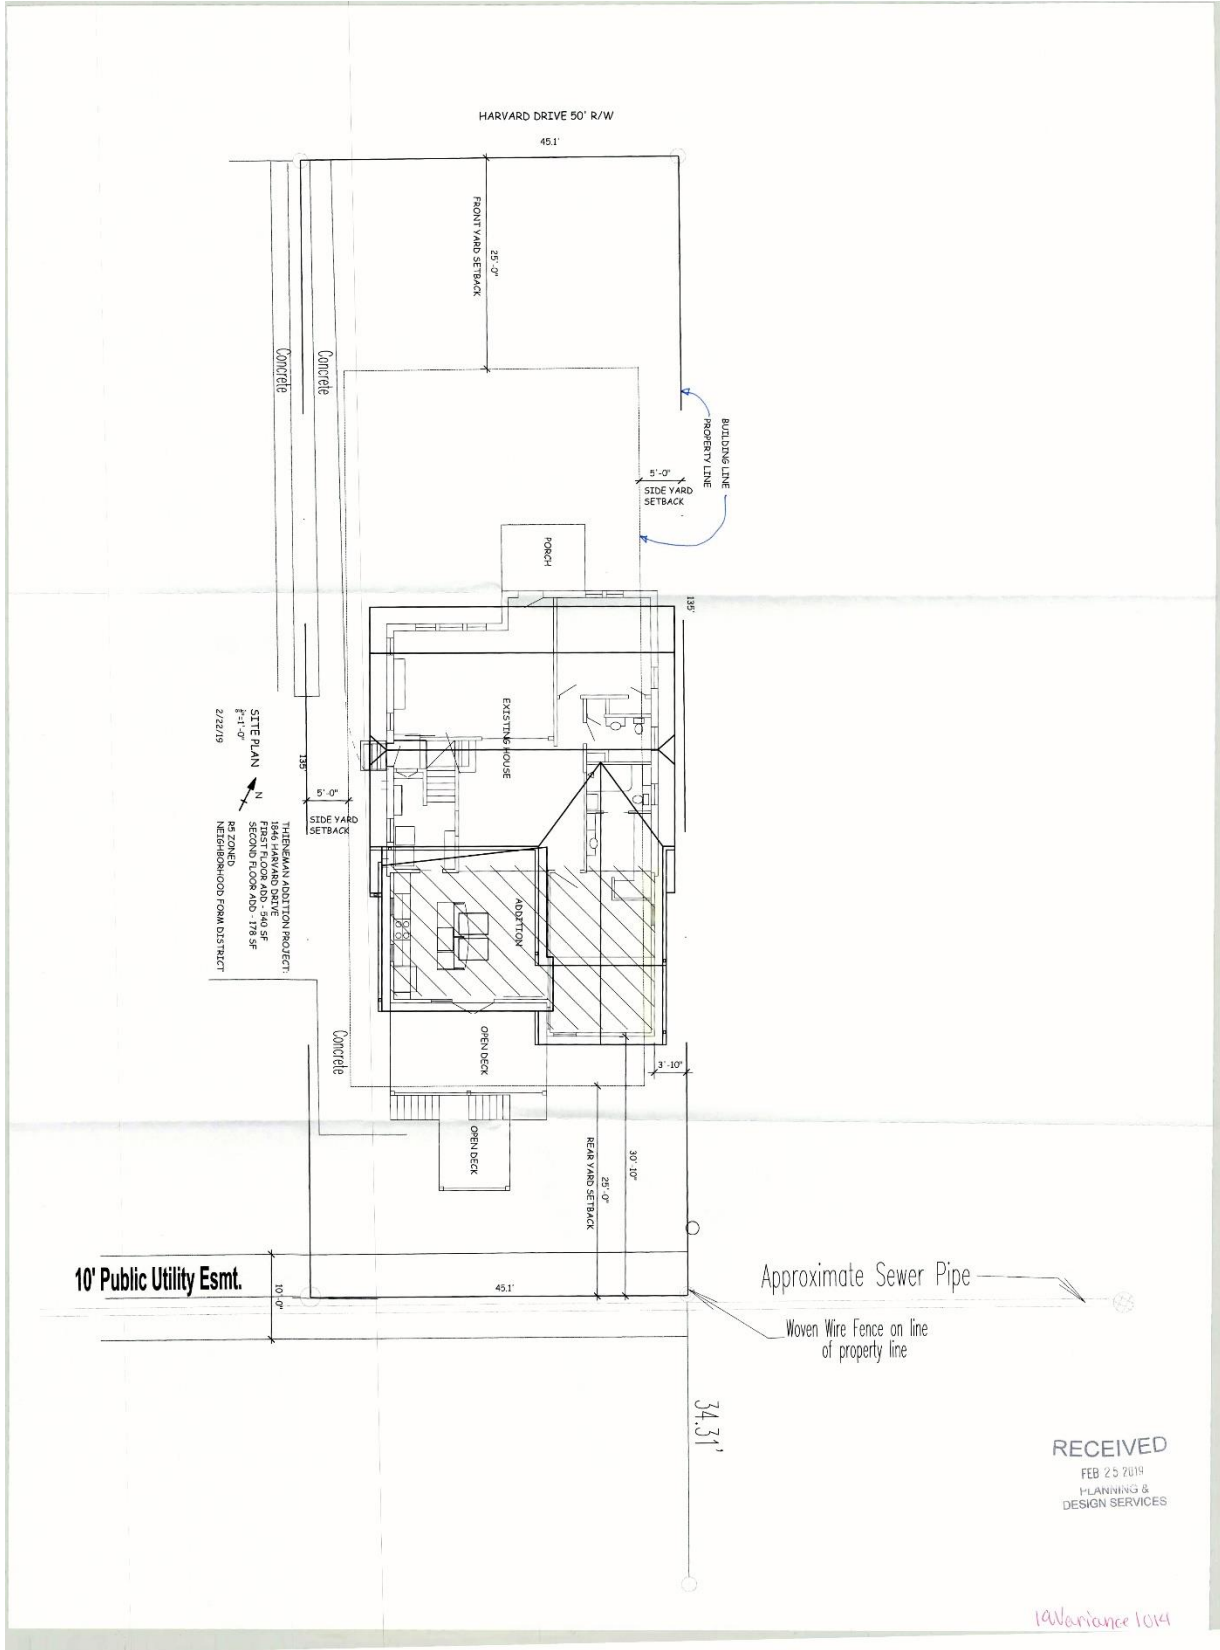 HARVARD DRIVE 50' R/W
45.1'
FRONT YARD SETBACK
25'-0"
Concrete
Concrete
BUILDING LINE
PROPERTY LINE
5'-0"
SIDE YARD
SETBACK
PORCH
135'
EXISTING HOUSE
SITE PLAN
2/22/19
N
135'
5'-0"
SIDE YARD
SETBACK
THIENEMAN ADDITION PROJECT:
1846 HARVARD DRIVE
FIRST FLOOR ADD - 540 SF
SECOND FLOOR ADD - 178 SF
R5 ZONED
NEIGHBORHOOD FORM DISTRICT
ADDITION
OPEN DECK
Concrete
3'-10"
OPEN DECK
REAR YARD SETBACK
25'-0"
30'-10"
10' Public Utility Esmt.
10'-0"
45.1'
Approximate Sewer Pipe
Woven Wire Fence on line
of property line
34.31'
RECEIVED
FEB 25 2019
PLANNING &
DESIGN SERVICES
19Variance1014